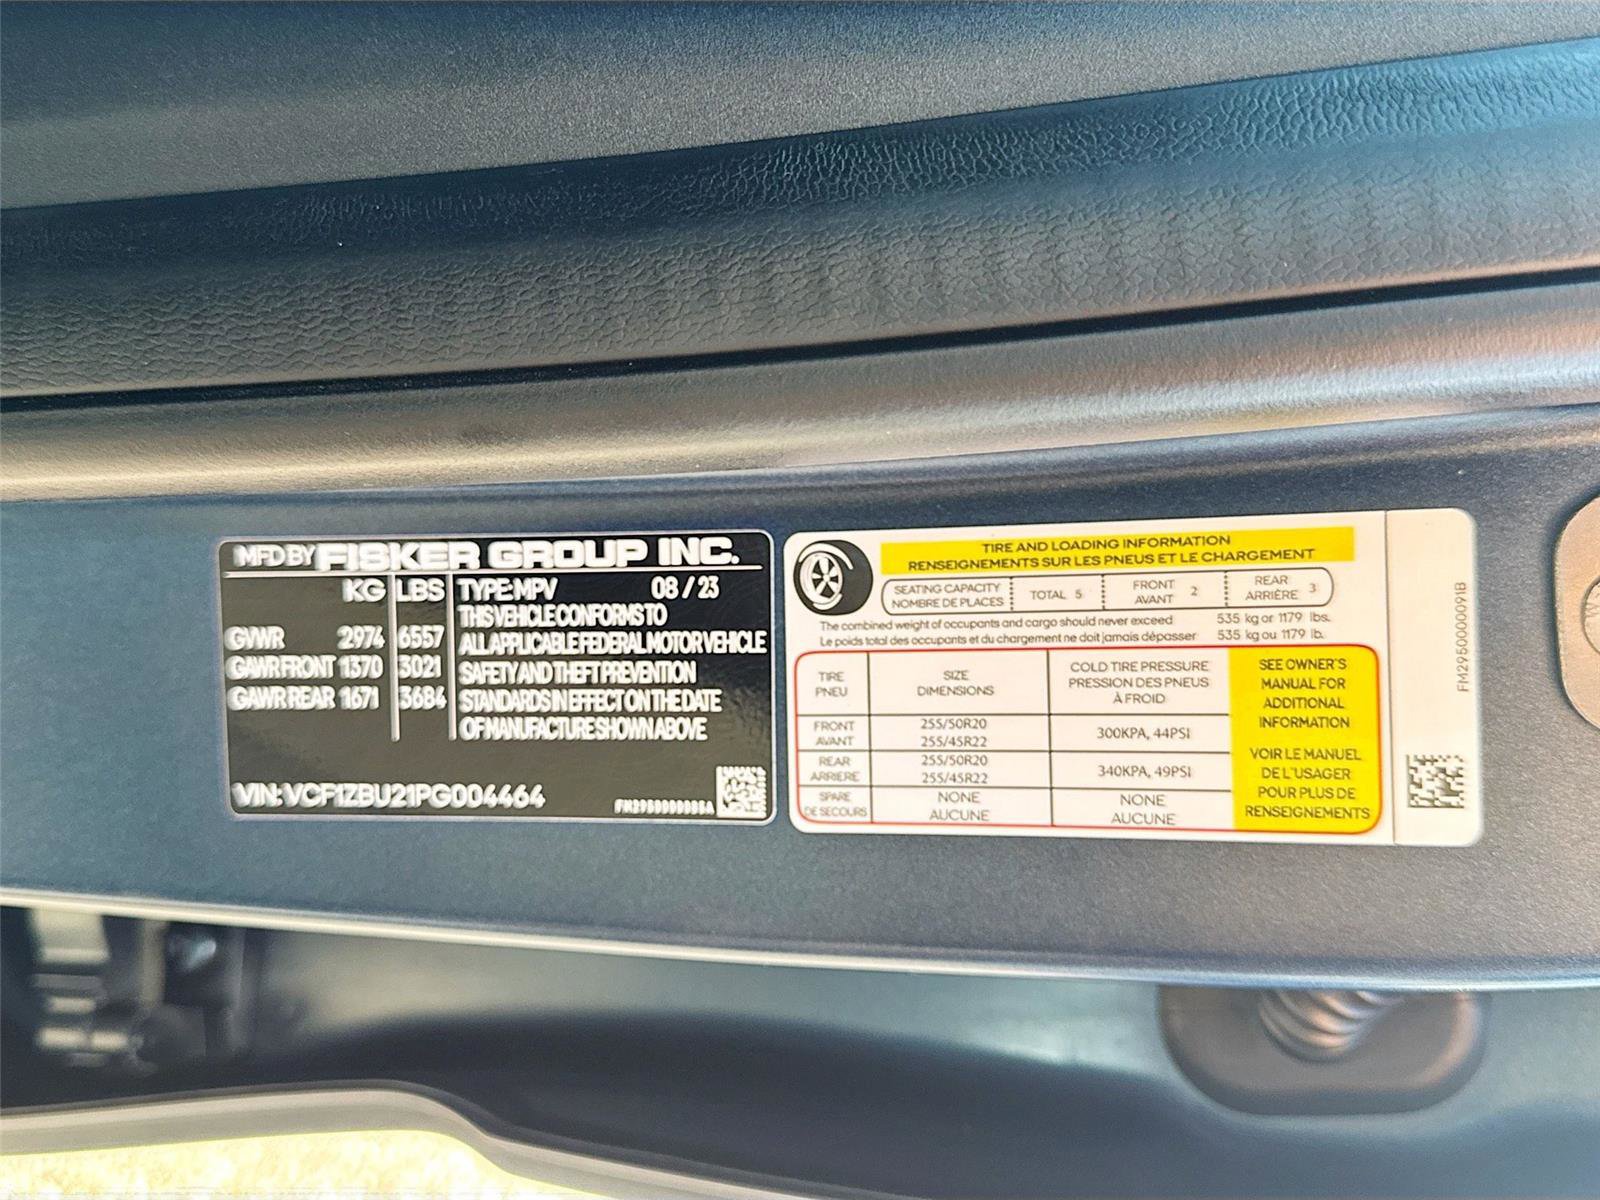 MFD BY FISKER GROUP INC.
KG LBS TYPE: MPV 08 / 23
THIS VEHICLE CONFORMS TO
GVWR 2974 6557 ALL APPLICABLE FEDERAL MOTOR VEHICLE
GAWR FRONT 1370 3021 SAFETY AND THEFT PREVENTION
GAWR REAR 1671 3684 STANDARDS IN EFFECT ON THE DATE
OF MANUFACTURE SHOWN ABOVE
VIN: VCF1ZBU21PG004464
TIRE AND LOADING INFORMATION
RENSEIGNEMENTS SUR LES PNEUS ET LE CHARGEMENT
SEATING CAPACITY
NOMBRE DE PLACES
TOTAL 5
FRONT
AVANT
2
REAR
ARRIÈRE
3
The combined weight of occupants and cargo should never exceed 535 kg or 1179 lbs.
Le poids total des occupants et du chargement ne doit jamais dépasser 535 kg ou 1179 lb.
TIRE
PNEU
SIZE
DIMENSIONS
COLD TIRE PRESSURE
PRESSION DES PNEUS
À FROID
FRONT
AVANT
255/50R20
255/45R22
300KPA, 44PSI
REAR
ARRIERE
255/50R20
255/45R22
340KPA, 49PSI
SPARE
DE SECOURS
NONE
AUCUNE
NONE
AUCUNE
SEE OWNER'S
MANUAL FOR
ADDITIONAL
INFORMATION
VOIR LE MANUEL
DE L'USAGER
POUR PLUS DE
RENSEIGNEMENTS
FM29500000091B